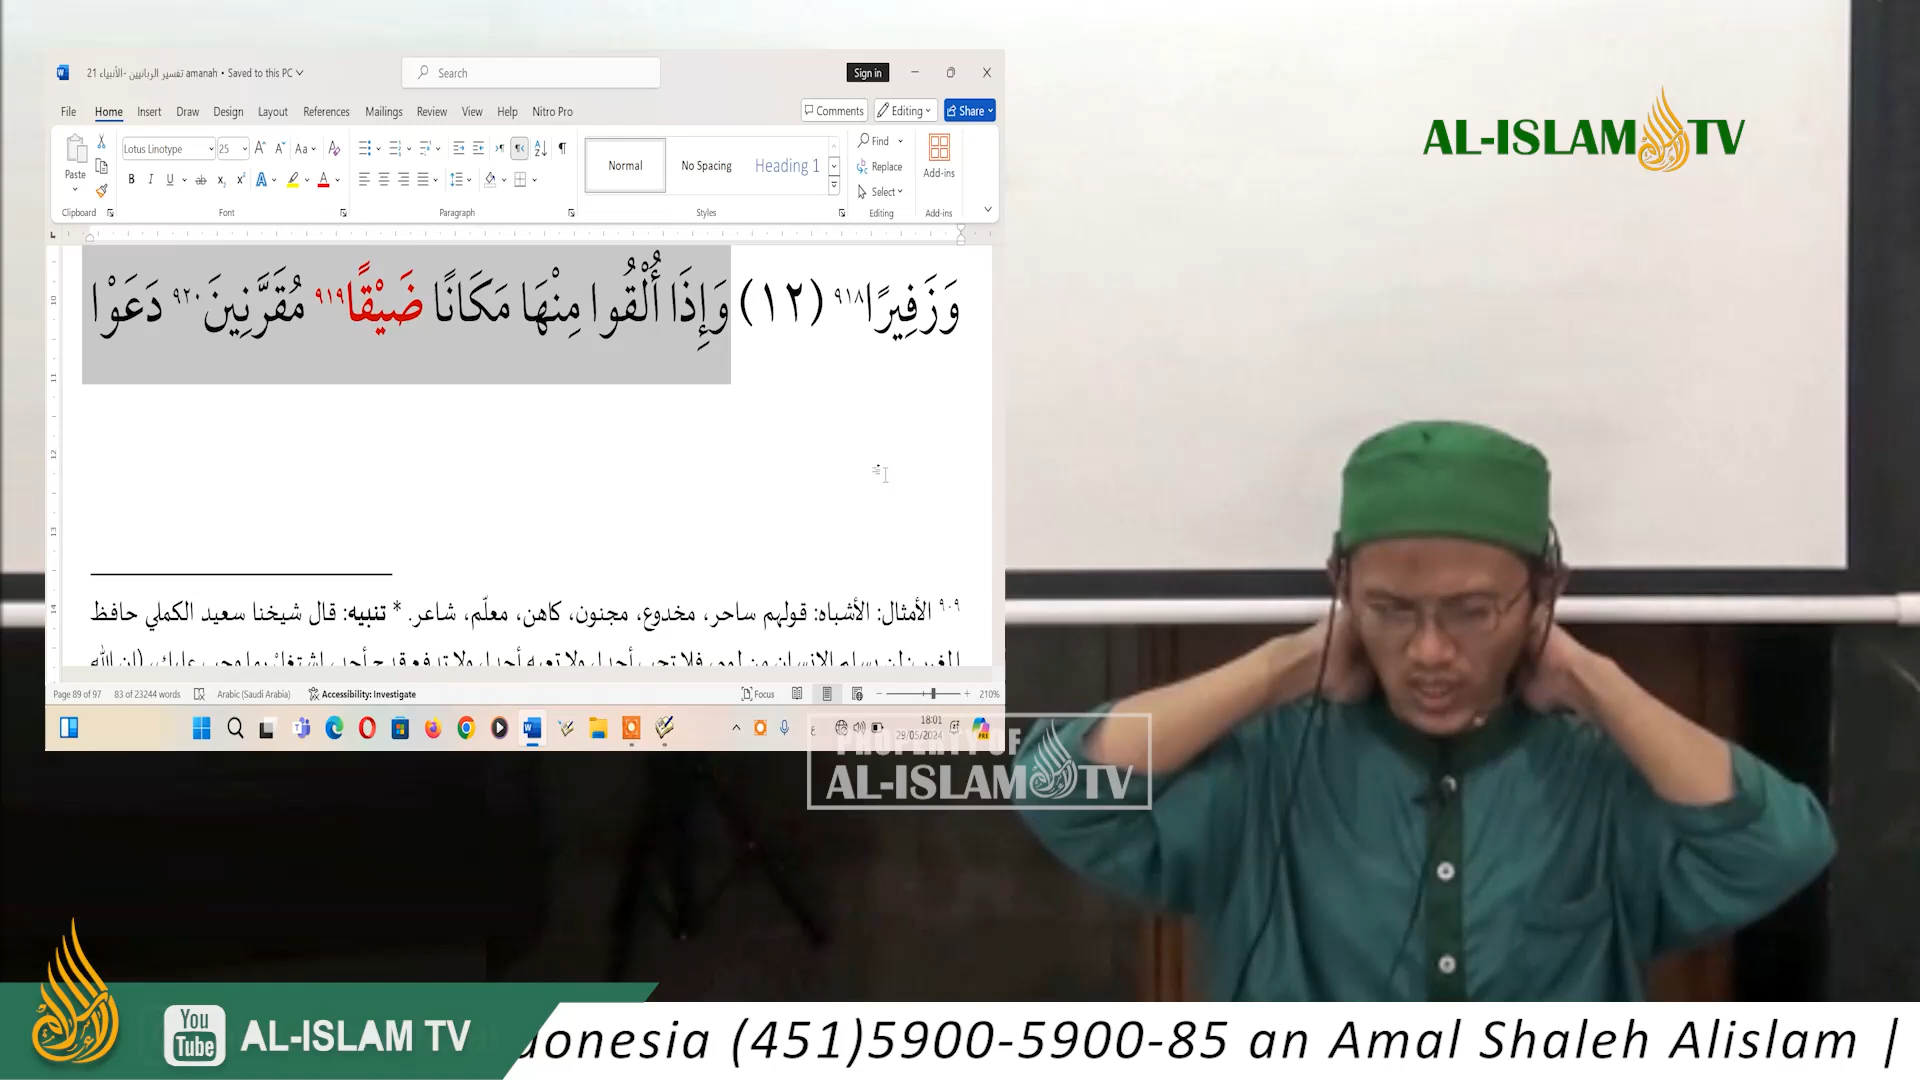 21 تفسير الربانيين -الأنبياء amanah • Saved to this PC
Search
Sign in
File Home Insert Draw Design Layout References Mailings Review View Help Nitro Pro
Comments Editing Share
Paste
Lotus Linotype 25
Normal
No Spacing
Heading 1
Find
Replace
Select
Add-ins
Clipboard Font Paragraph Styles Editing Add-ins
وَزَفِيرًا٩١٨ (١٢) وَإِذَا أُلْقُوا مِنْهَا مَكَانًا ضَيْقًا٩١٩ مُقَرَّنِينَ٩٢٠ دَعَوْا
٩٠٩ الأمثال: الأشباه: قولهم ساحر، مخدوع، مجنون، كاهن، معلّم، شاعر. * تنبيه: قال شيخنا سعيد الكملي حافظ
Page 89 of 97 83 of 23244 words Arabic (Saudi Arabia) Accessibility: Investigate Focus 210%
18:01
29/05/2024
AL-ISLAM TV
PROPERTY OF
AL-ISLAM TV
You Tube
AL-ISLAM TV
donesia (451)5900-5900-85 an Amal Shaleh Alislam |